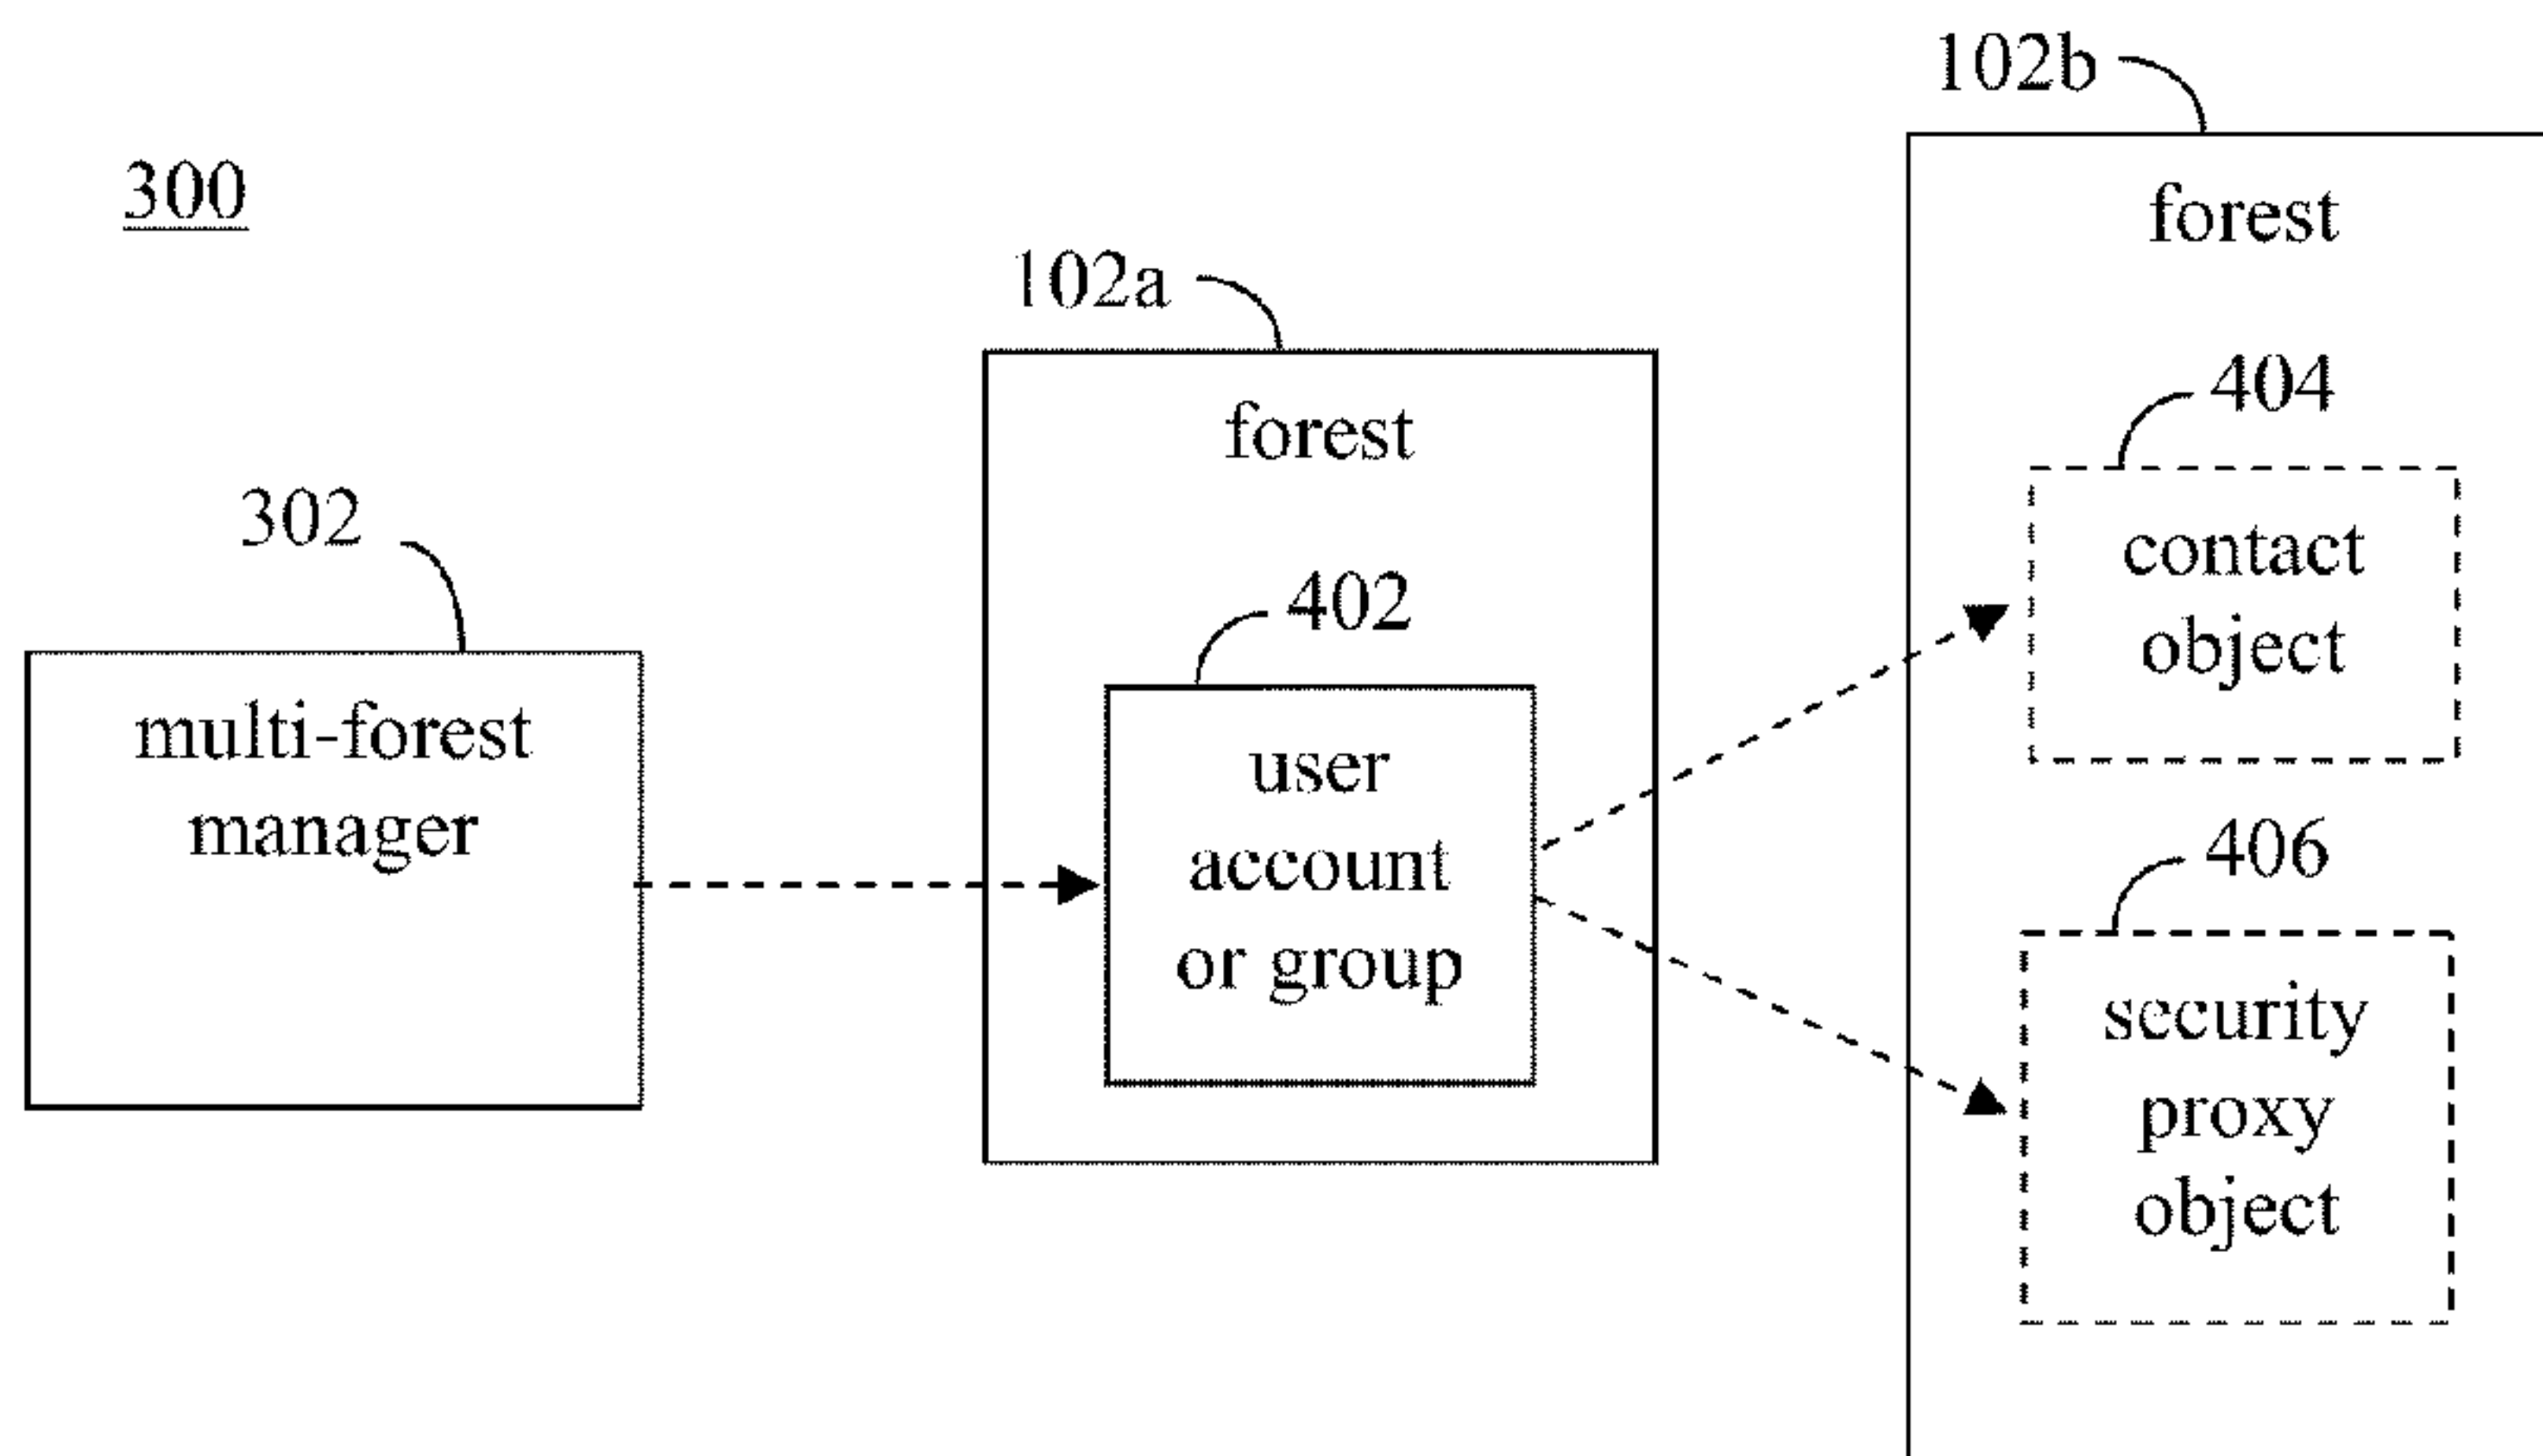 300
302
multi-forest
manager
102a
forest
402
user
account
or group
102b
forest
404
contact
object
406
security
proxy
object